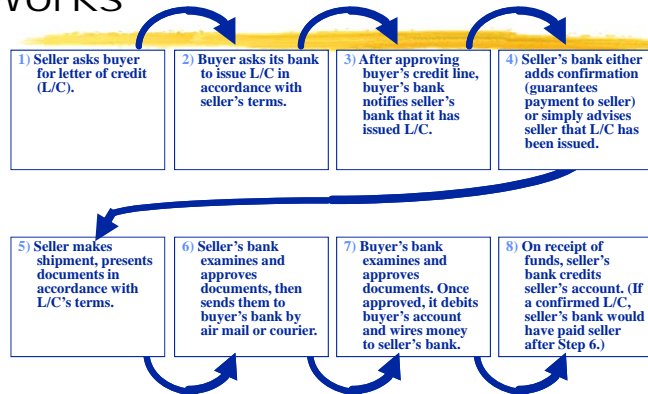 works
1) Seller asks buyer
for letter of credit
(L/C).
2) Buyer asks its bank
to issue L/C in
accordance with
seller's terms.
3) After approving
buyer's credit line,
buyer's bank
notifies seller's
bank that it has
issued L/C.
4) Seller's bank either
adds confirmation
(guarantees
payment to seller)
or simply advises
seller that L/C has
been issued.
5) Seller makes
shipment, presents
documents in
accordance with
L/C's terms.
6) Seller's bank
examines and
approves
documents, then
sends them to
buyer's bank by
air mail or courier.
7) Buyer's bank
examines and
approves
documents. Once
approved, it debits
buyer's account
and wires money
to seller's bank.
8) On receipt of
funds, seller's
bank credits
seller's account. (If
a confirmed L/C,
seller's bank would
have paid seller
after Step 6.)